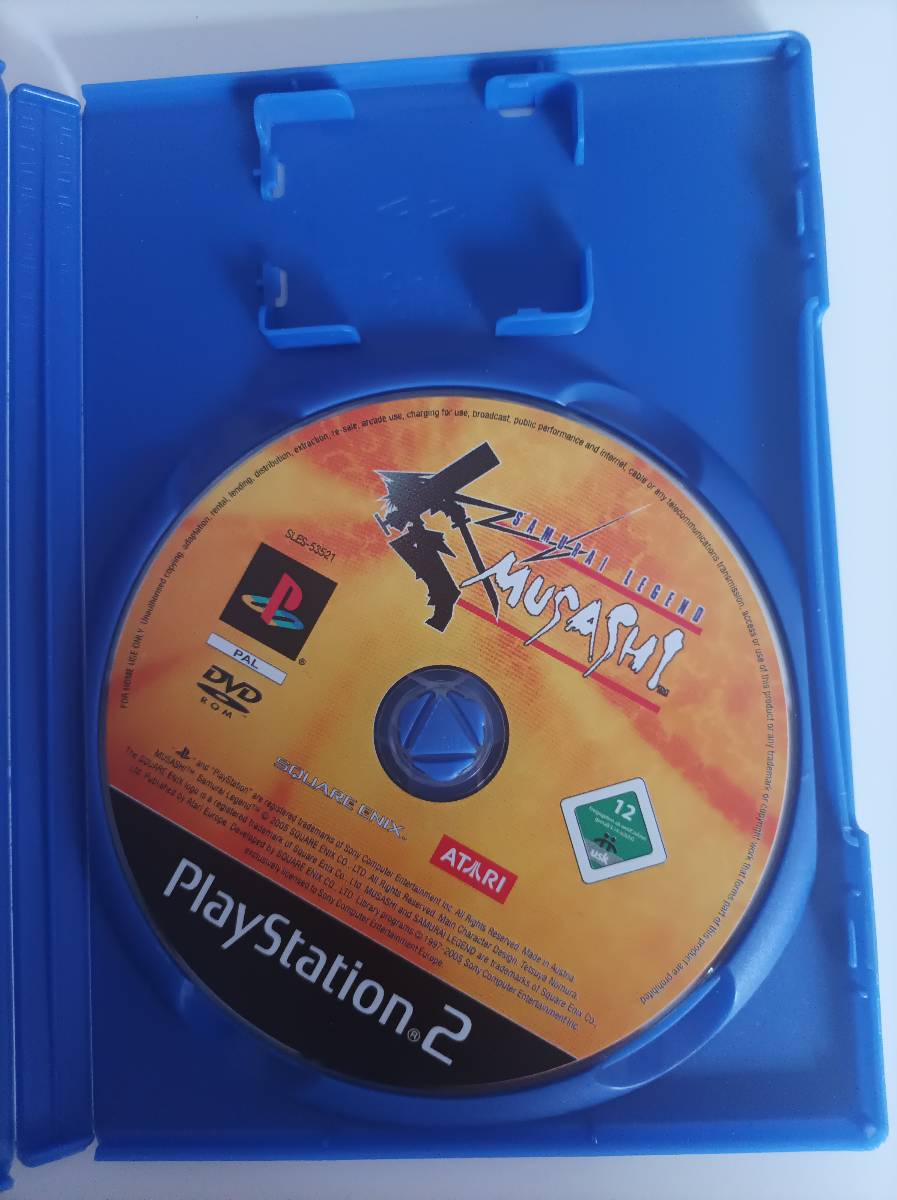 FOR HOME USE ONLY. Unauthorised copying, adaptation, rental, lending, distribution, extraction, re-sale, arcade use, charging for use, broadcast, public performance and internet, cable or any telecommunications transmission, access or use of this product or any trademark or copyright work that forms part of this product are prohibited
SLES-53521
SAMURAI LEGEND
MUSASHI™
PAL
DVD
ROM
SQUARE ENIX™
ATARI
12
usk
"PS" and "PlayStation" are registered trademarks of Sony Computer Entertainment Inc. All Rights Reserved. Made in Austria.
MUSASHI™ Samurai Legend™ © 2005 SQUARE ENIX CO., LTD. All Rights Reserved. Main Character Design: Tetsuya Nomura.
The SQUARE ENIX logo is a registered trademark of Square Enix Co., Ltd. MUSASHI and SAMURAI LEGEND are trademarks of Square Enix Co.,
Ltd. Published by Atari Europe. Developed by SQUARE ENIX CO., LTD. Library programs © 1997-2005 Sony Computer Entertainment Inc.
exclusively licensed to Sony Computer Entertainment Europe.
PlayStation®2